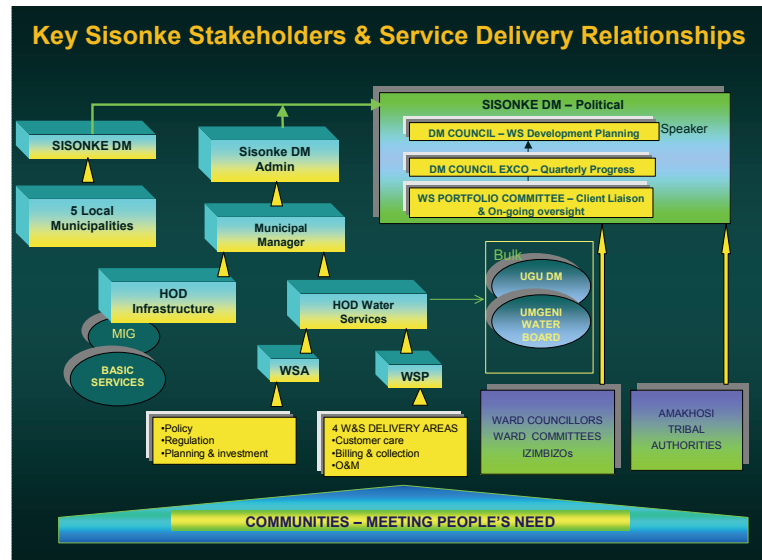 Key Sisonke Stakeholders & Service Delivery Relationships
SISONKE DM – Political
Speaker
DM COUNCIL – WS Development Planning
DM COUNCIL EXCO – Quarterly Progress
WS PORTFOLIO COMMITTEE – Client Liaison
& On-going oversight
SISONKE DM
Sisonke DM
Admin
5 Local
Municipalities
Municipal
Manager
Bulk
UGU DM
UMGENI
WATER
BOARD
HOD
Infrastructure
HOD Water
Services
MIG
BASIC
SERVICES
WSA
WSP
•Policy
•Regulation
•Planning & investment
4 W&S DELIVERY AREAS
•Customer care
•Billing & collection
•O&M
WARD COUNCILLORS
WARD COMMITTEES
IZIMBIZOs
AMAKHOSI
TRIBAL
AUTHORITIES
COMMUNITIES – MEETING PEOPLE'S NEED